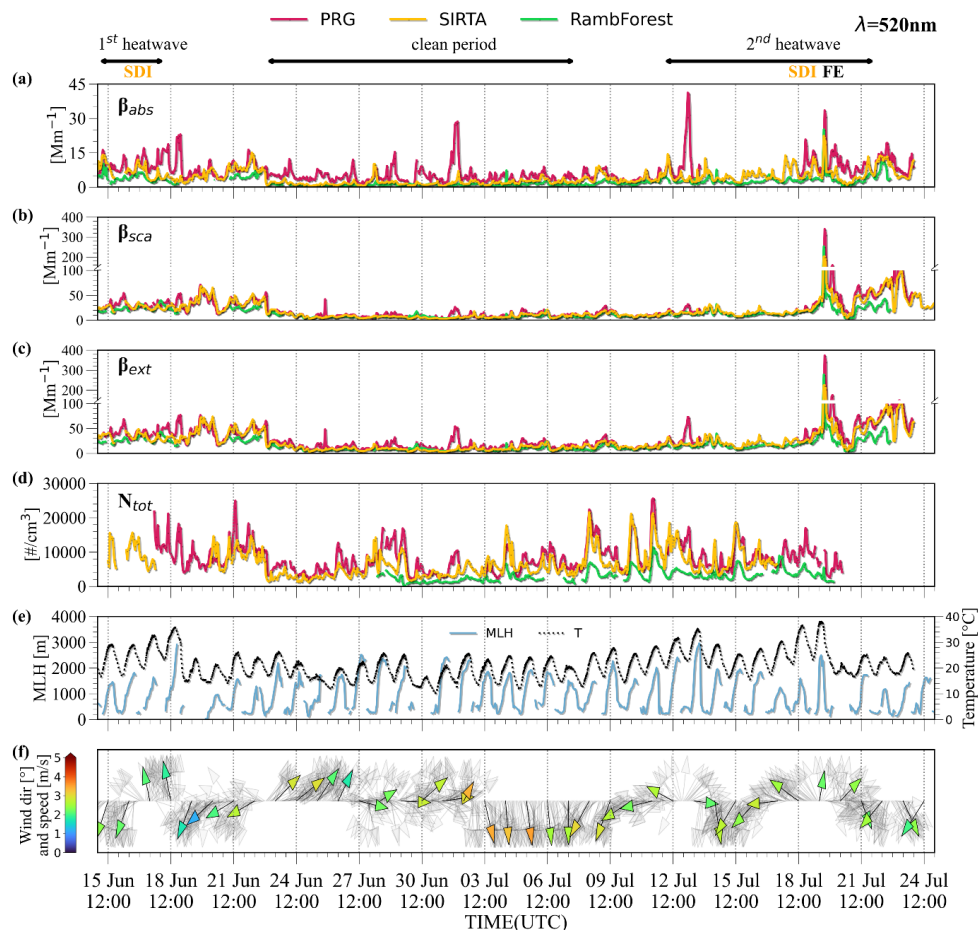 PRG SIRTA RambForest λ=520nm
1st heatwave clean period 2nd heatwave
SDI SDI FE
(a)
βabs
[Mm−1]
45
30
15
0
(b)
βsca
[Mm−1]
400
300
200
100
50
0
(c)
βext
[Mm−1]
400
300
200
100
50
0
(d)
Ntot
[#/cm3]
30000
20000
10000
0
(e)
MLH T
MLH [m]
4000
3000
2000
1000
0
40
30
20
10
0
Temperature [°C]
(f)
Wind dir [°]
and speed [m/s]
5
4
3
2
1
0
15 Jun 18 Jun 21 Jun 24 Jun 27 Jun 30 Jun 03 Jul 06 Jul 09 Jul 12 Jul 15 Jul 18 Jul 21 Jul 24 Jul
12:00 12:00 12:00 12:00 12:00 12:00 12:00 12:00 12:00 12:00 12:00 12:00 12:00 12:00
TIME(UTC)